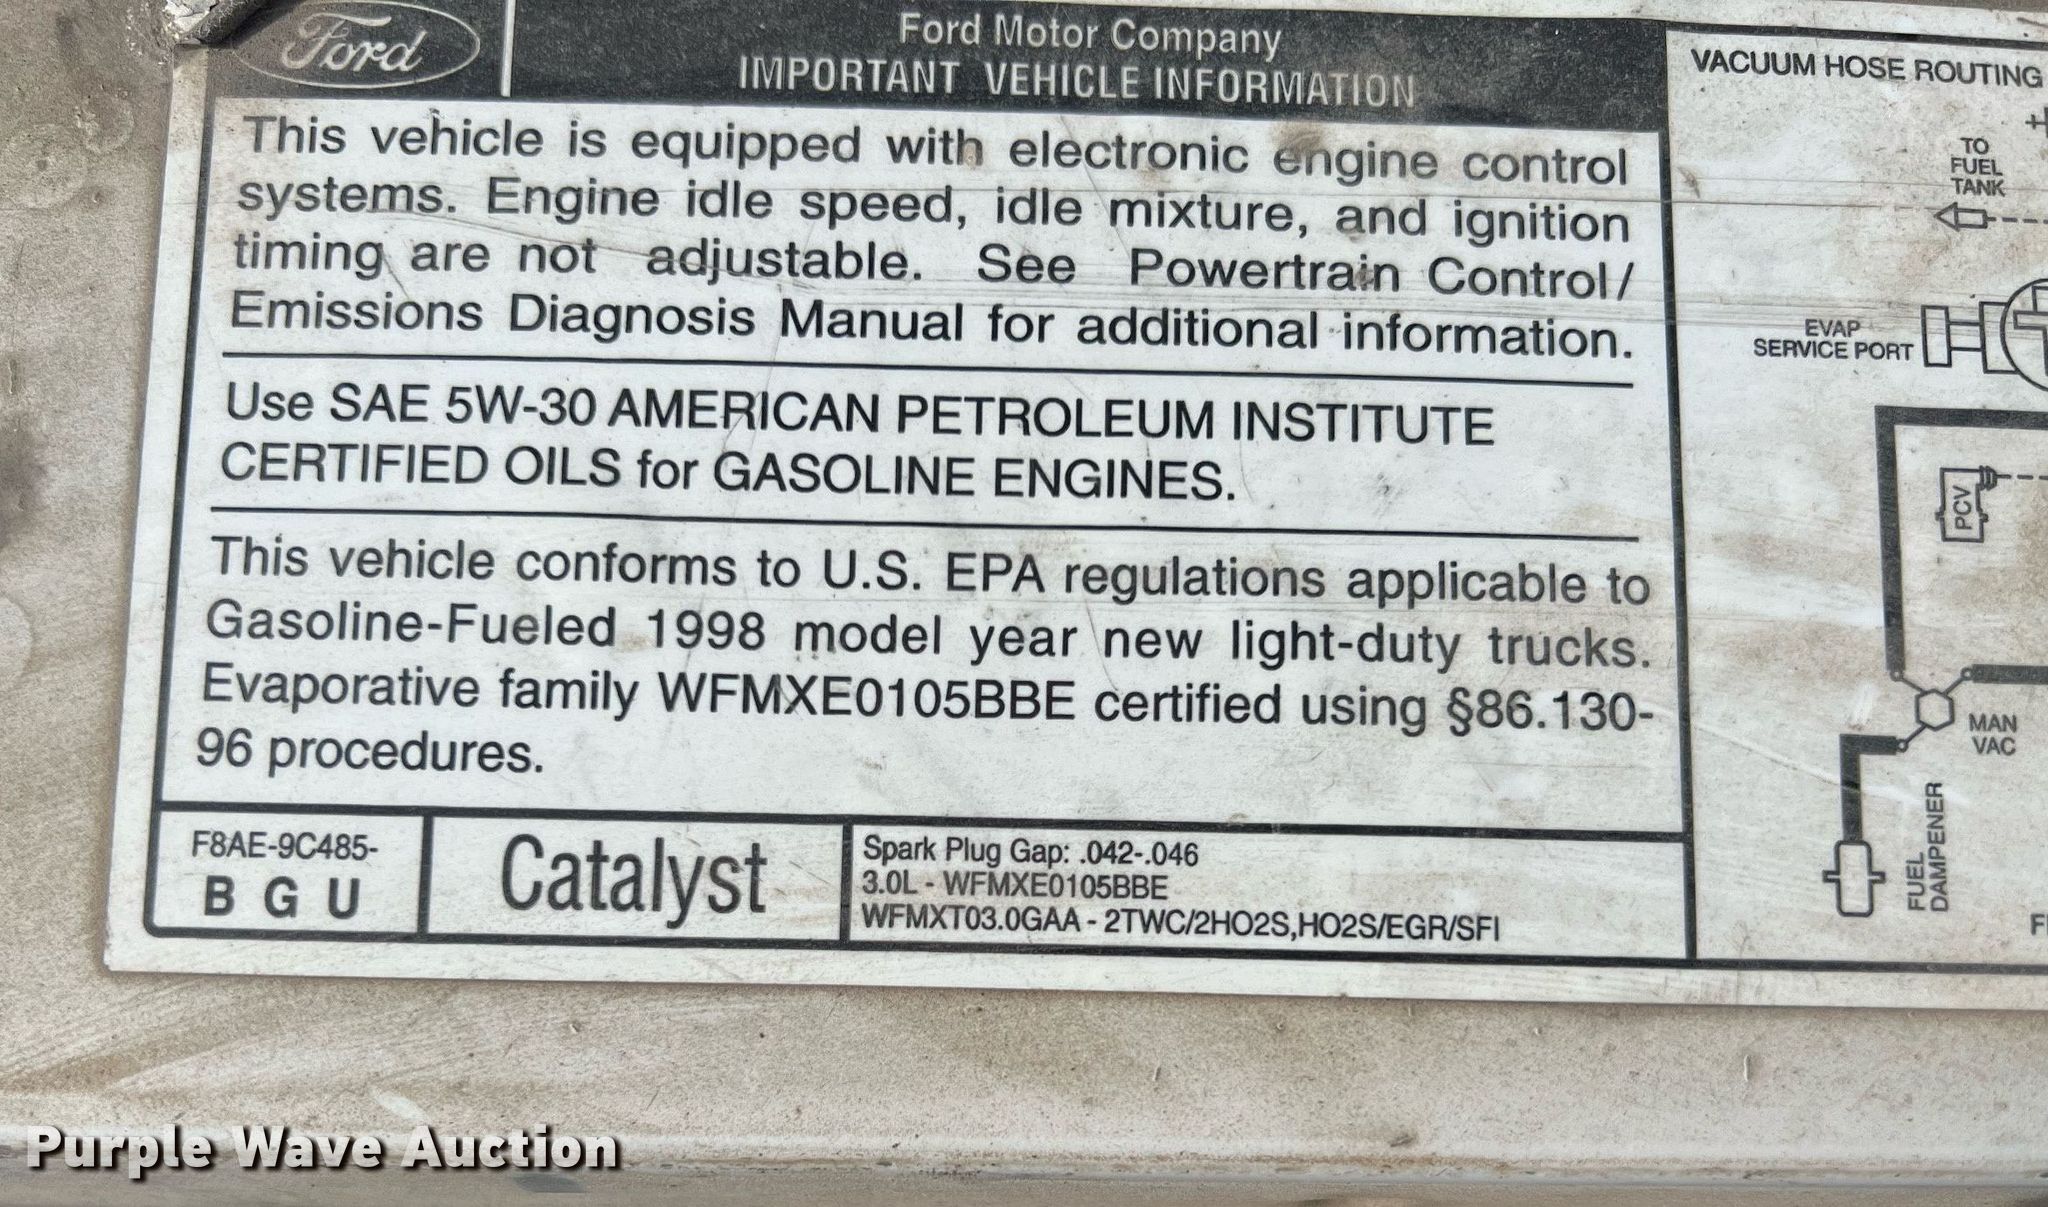 Ford
Ford Motor Company
IMPORTANT VEHICLE INFORMATION
This vehicle is equipped with electronic engine control
systems. Engine idle speed, idle mixture, and ignition
timing are not adjustable. See Powertrain Control/
Emissions Diagnosis Manual for additional information.
Use SAE 5W-30 AMERICAN PETROLEUM INSTITUTE
CERTIFIED OILS for GASOLINE ENGINES.
This vehicle conforms to U.S. EPA regulations applicable to
Gasoline-Fueled 1998 model year new light-duty trucks.
Evaporative family WFMXE0105BBE certified using §86.130-
96 procedures.
F8AE-9C485-
B G U
Catalyst
Spark Plug Gap: .042-.046
3.0L - WFMXE0105BBE
WFMXT03.0GAA - 2TWC/2HO2S,HO2S/EGR/SFI
VACUUM HOSE ROUTING
TO
FUEL
TANK
EVAP
SERVICE PORT
PCV
MAN
VAC
FUEL
DAMPENER
Purple Wave Auction